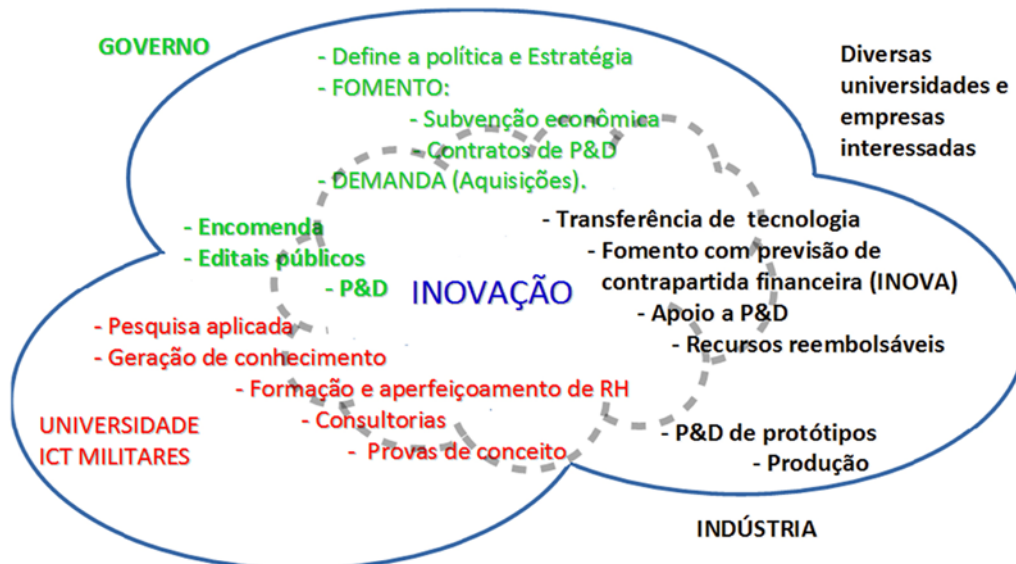 GOVERNO
- Define a política e Estratégia
- FOMENTO:
- Subvenção econômica
- Contratos de P&D
- DEMANDA (Aquisições).
- Encomenda
- Editais públicos
- P&D
Diversas
universidades e
empresas
interessadas
- Transferência de tecnologia
- Fomento com previsão de
contrapartida financeira (INOVA)
- Apoio a P&D
- Recursos reembolsáveis
INOVAÇÃO
- Pesquisa aplicada
- Geração de conhecimento
- Formação e aperfeiçoamento de RH
- Consultorias
- Provas de conceito
UNIVERSIDADE
ICT MILITARES
- P&D de protótipos
- Produção
INDÚSTRIA